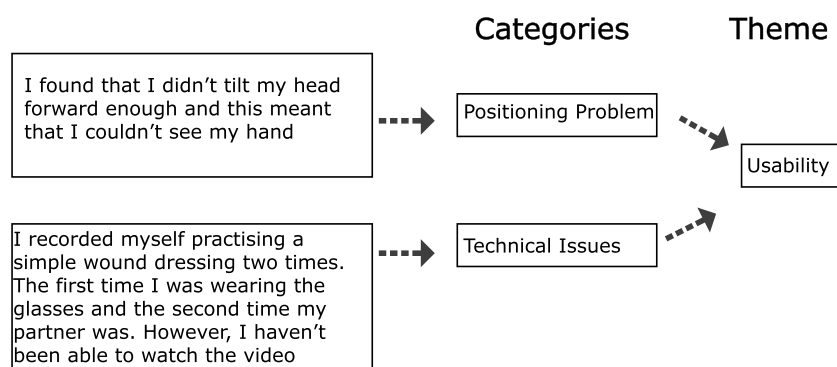 Categories
Theme
I found that I didn't tilt my head
forward enough and this meant
that I couldn't see my hand
Positioning Problem
Usability
I recorded myself practising a
simple wound dressing two times.
The first time I was wearing the
glasses and the second time my
partner was. However, I haven't
been able to watch the video
Technical Issues